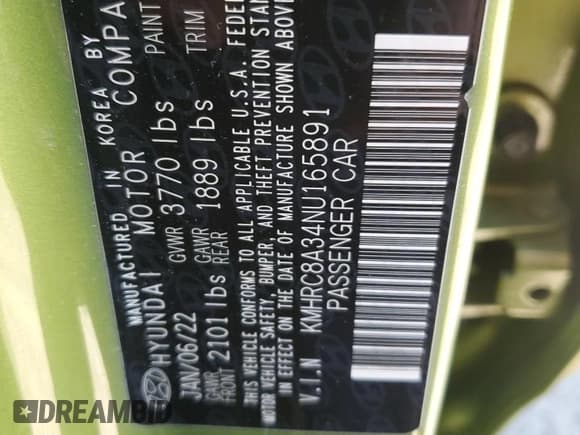 MANUFACTURED IN KOREA BY
HYUNDAI MOTOR COMPA
JAN/06/22 GVWR 3770 lbs PAINT
GAWR FRONT 2101 lbs GAWR REAR 1889 lbs TRIM
THIS VEHICLE CONFORMS TO ALL APPLICABLE U.S.A. FEDE
MOTOR VEHICLE SAFETY, BUMPER, AND THEFT PREVENTION STAN
IN EFFECT ON THE DATE OF MANUFACTURE SHOWN ABOVE
V.I.N KMHRC8A34NU165891
PASSENGER CAR
DREAMBID